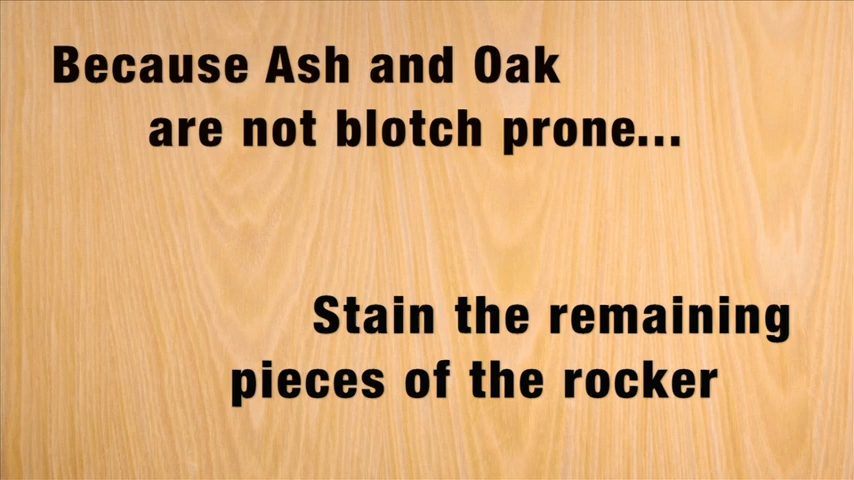 Because Ash and Oak
are not blotch prone...
Stain the remaining
pieces of the rocker